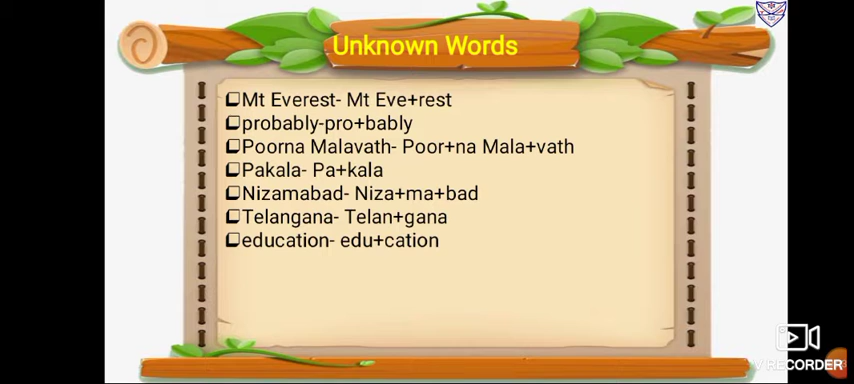 Unknown Words
❑Mt Everest- Mt Eve+rest
❑probably-pro+bably
❑Poorna Malavath- Poor+na Mala+vath
❑Pakala- Pa+kala
❑Nizamabad- Niza+ma+bad
❑Telangana- Telan+gana
❑education- edu+cation
VRECORDER